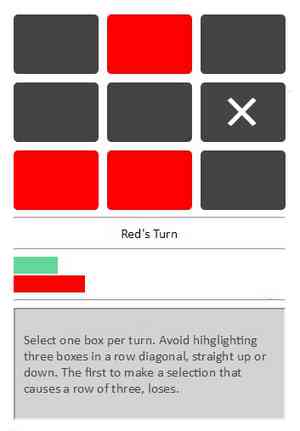 Red's Turn
Select one box per turn. Avoid hihglighting
three boxes in a row diagonal, straight up or
down. The first to make a selection that
causes a row of three, loses.